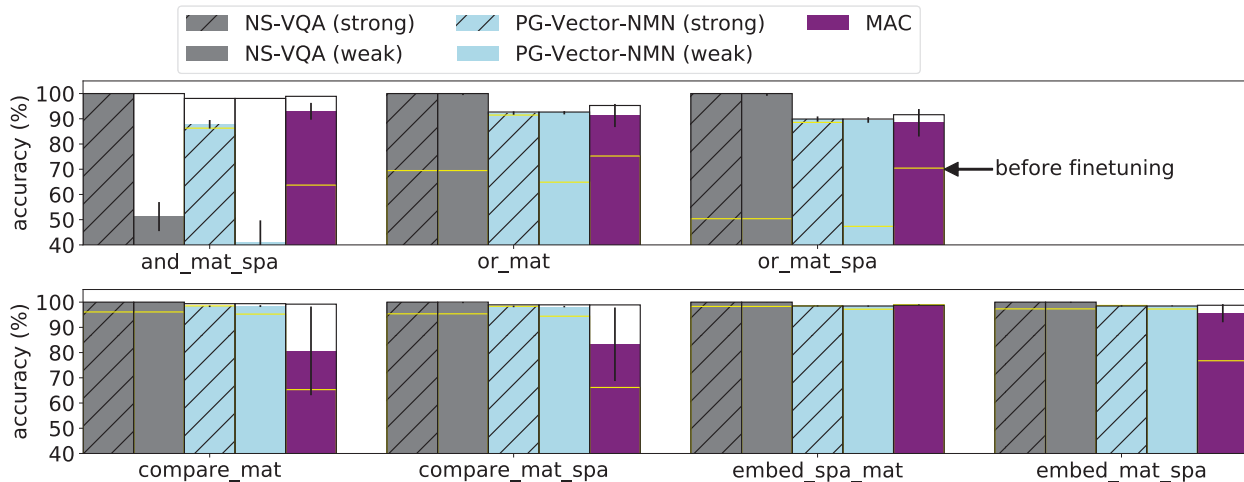 NS-VQA (strong) PG-Vector-NMN (strong) MAC
NS-VQA (weak) PG-Vector-NMN (weak)
accuracy (%)
100
90
80
70
60
50
40
before finetuning
and_mat_spa or_mat or_mat_spa
accuracy (%)
100
90
80
70
60
50
40
compare_mat compare_mat_spa embed_spa_mat embed_mat_spa